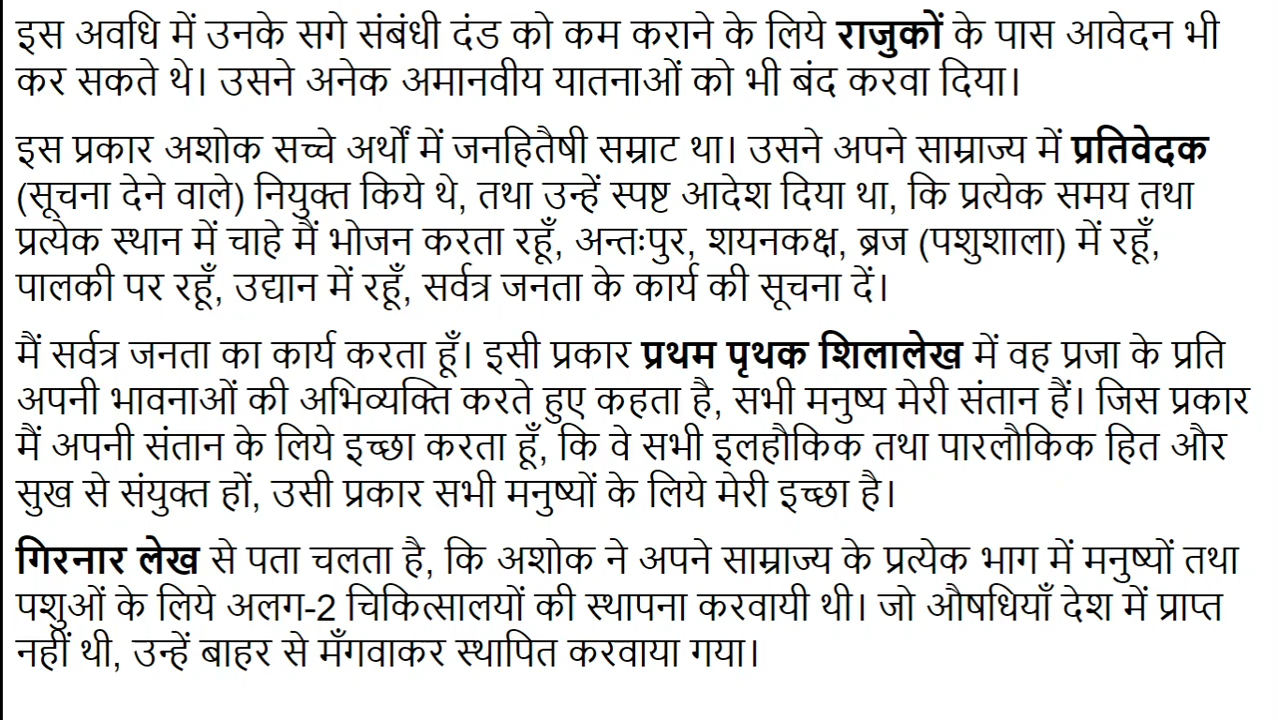 इस अवधि में उनके सगे संबंधी दंड को कम कराने के लिये राजुकों के पास आवेदन भी
कर सकते थे। उसने अनेक अमानवीय यातनाओं को भी बंद करवा दिया।
इस प्रकार अशोक सच्चे अर्थों में जनहितैषी सम्राट था। उसने अपने साम्राज्य में प्रतिवेदक
(सूचना देने वाले) नियुक्त किये थे, तथा उन्हें स्पष्ट आदेश दिया था, कि प्रत्येक समय तथा
प्रत्येक स्थान में चाहे मैं भोजन करता रहूँ, अन्तःपुर, शयनकक्ष, ब्रज (पशुशाला) में रहूँ,
पालकी पर रहूँ, उद्यान में रहूँ, सर्वत्र जनता के कार्य की सूचना दें।
मैं सर्वत्र जनता का कार्य करता हूँ। इसी प्रकार प्रथम पृथक शिलालेख में वह प्रजा के प्रति
अपनी भावनाओं की अभिव्यक्ति करते हुए कहता है, सभी मनुष्य मेरी संतान हैं। जिस प्रकार
मैं अपनी संतान के लिये इच्छा करता हूँ, कि वे सभी इलहौकिक तथा पारलौकिक हित और
सुख से संयुक्त हों, उसी प्रकार सभी मनुष्यों के लिये मेरी इच्छा है।
गिरनार लेख से पता चलता है, कि अशोक ने अपने साम्राज्य के प्रत्येक भाग में मनुष्यों तथा
पशुओं के लिये अलग-2 चिकित्सालयों की स्थापना करवायी थी। जो औषधियाँ देश में प्राप्त
नहीं थी, उन्हें बाहर से मँगवाकर स्थापित करवाया गया।